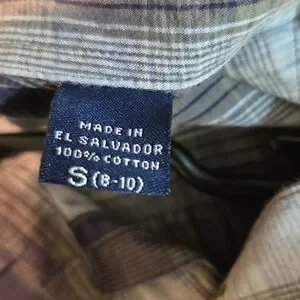 MADE IN
EL SALVADOR
100% COTTON
S (8-10)